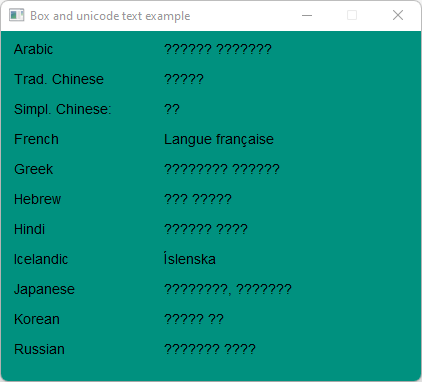 Box and unicode text example
Arabic ?????? ???????
Trad. Chinese ?????
Simpl. Chinese: ??
French Langue française
Greek ???????? ??????
Hebrew ??? ?????
Hindi ?????? ????
Icelandic Íslenska
Japanese ????????, ???????
Korean ????? ??
Russian ??????? ????